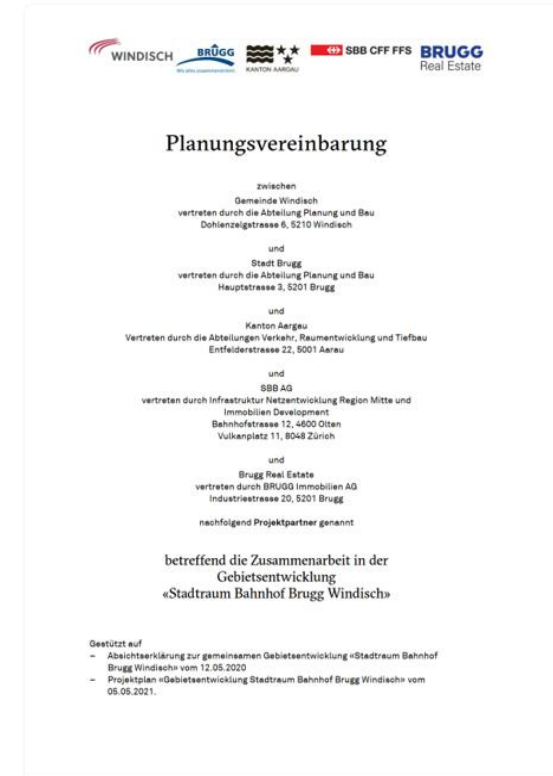 WINDISCH
BRÜGG
KANTON AARGAU
SBB CFF FFS
BRUGG
Real Estate
Planungsvereinbarung
zwischen
Gemeinde Windisch
vertreten durch die Abteilung Planung und Bau
Dohlenzelgstrasse 6, 5210 Windisch
und
Stadt Brugg
vertreten durch die Abteilung Planung und Bau
Hauptstrasse 3, 5201 Brugg
und
Kanton Aargau
Vertreten durch die Abteilungen Verkehr, Raumentwicklung und Tiefbau
Entfelderstrasse 22, 5001 Aarau
und
SBB AG
vertreten durch Infrastruktur Netzentwicklung Region Mitte und
Immobilien Development
Bahnhofstrasse 12, 4600 Olten
Vulkanplatz 11, 8048 Zürich
und
Brugg Real Estate
vertreten durch BRUGG Immobilien AG
Industriestrasse 20, 5201 Brugg
nachfolgend Projektpartner genannt
betreffend die Zusammenarbeit in der
Gebietsentwicklung
«Stadtraum Bahnhof Brugg Windisch»
Gestützt auf
– Absichtserklärung zur gemeinsamen Gebietsentwicklung «Stadtraum Bahnhof
Brugg Windisch» vom 12.05.2020
– Projektplan «Gebietsentwicklung Stadtraum Bahnhof Brugg Windisch» vom
05.05.2021.